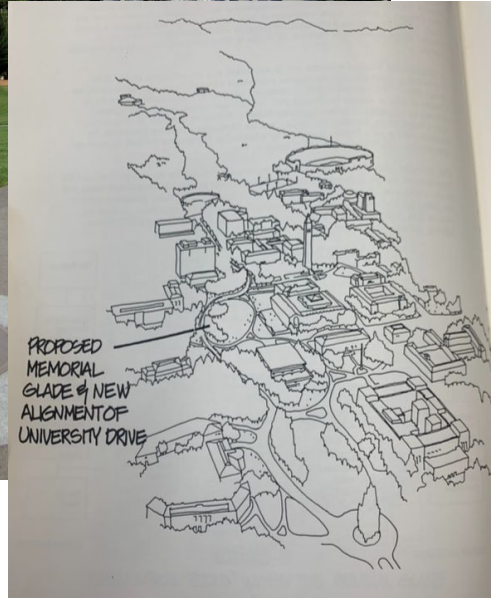 PROPOSED
MEMORIAL
GLADE & NEW
ALIGNMENT OF
UNIVERSITY DRIVE